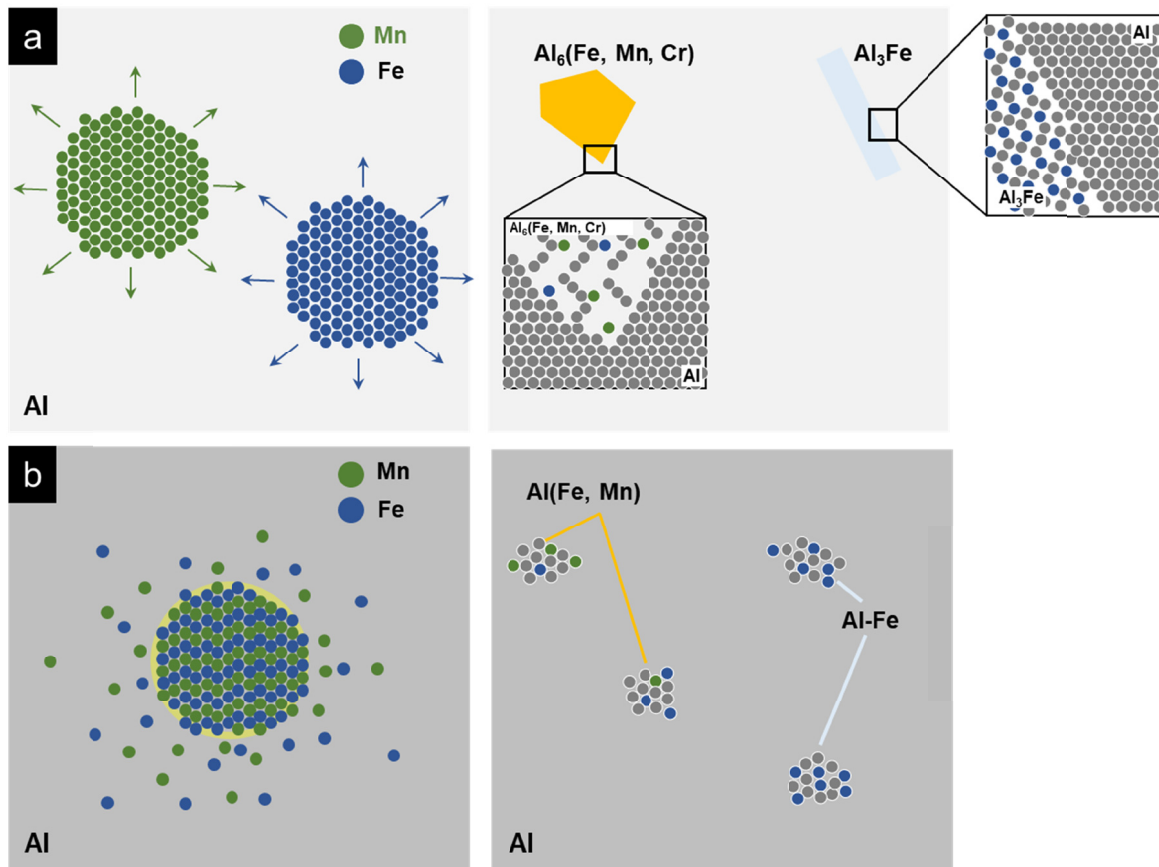 a
Mn
Fe
Al
Al₆(Fe, Mn, Cr)
Al₆(Fe, Mn, Cr)
Al
Al₃Fe
Al
Al₃Fe
b
Mn
Fe
Al
Al(Fe, Mn)
Al-Fe
Al